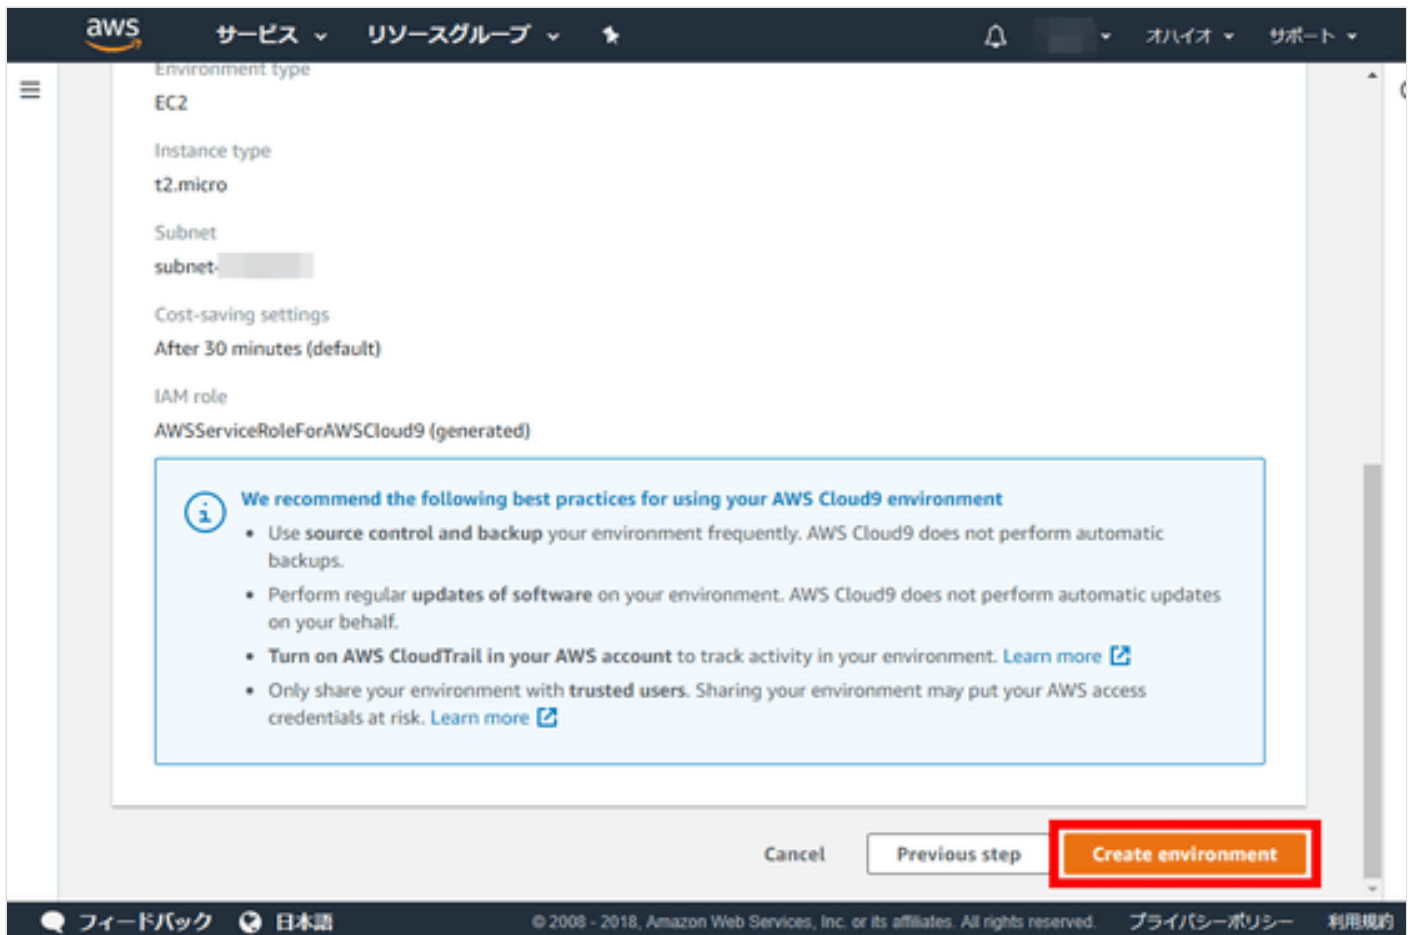 aws サービス リソースグループ オハイオ サポート
Environment type
EC2
Instance type
t2.micro
Subnet
subnet-
Cost-saving settings
After 30 minutes (default)
IAM role
AWSServiceRoleForAWSCloud9 (generated)
We recommend the following best practices for using your AWS Cloud9 environment
• Use source control and backup your environment frequently. AWS Cloud9 does not perform automatic
backups.
• Perform regular updates of software on your environment. AWS Cloud9 does not perform automatic updates
on your behalf.
• Turn on AWS CloudTrail in your AWS account to track activity in your environment. Learn more
• Only share your environment with trusted users. Sharing your environment may put your AWS access
credentials at risk. Learn more
Cancel Previous step Create environment
フィードバック 日本語 © 2008 - 2018, Amazon Web Services, Inc. or its affiliates. All rights reserved. プライバシーポリシー 利用規約